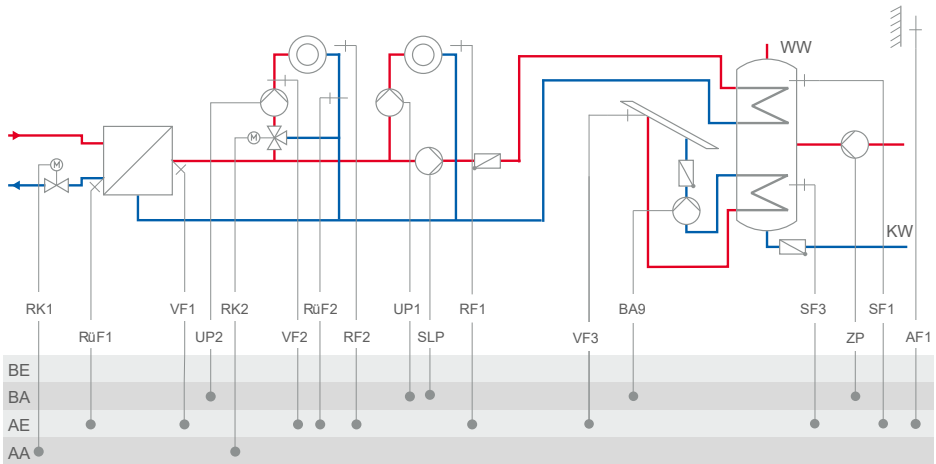 WW
M
M
KW
RK1 VF1 RK2 RüF2 UP1 RF1 BA9 SF3 SF1
RüF1 UP2 VF2 RF2 SLP VF3 ZP AF1
BE
BA
AE
AA